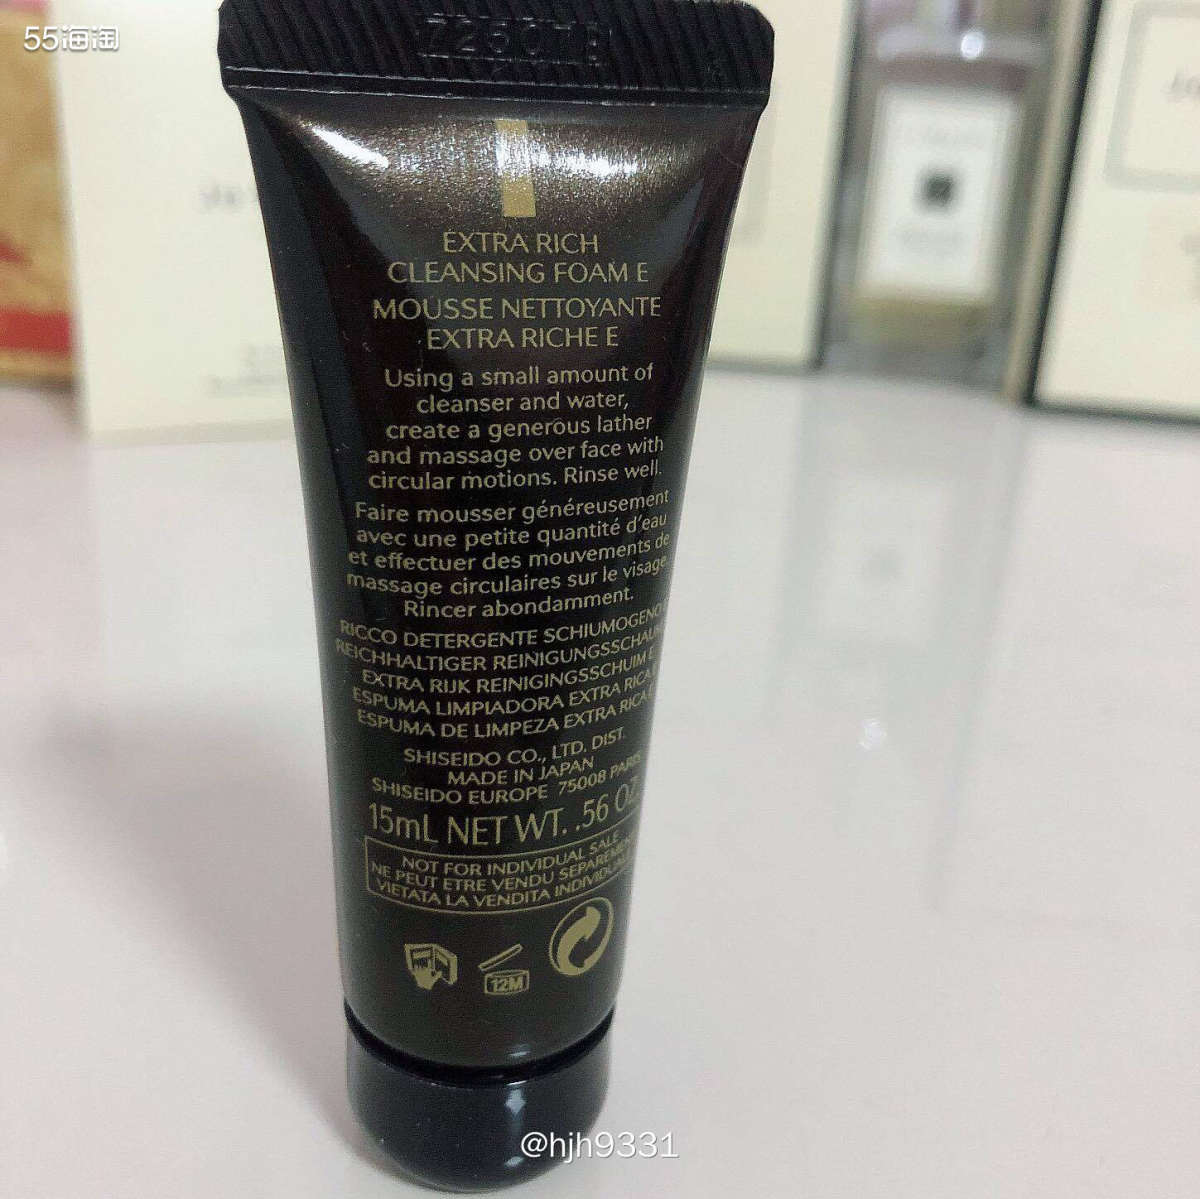 55海淘
EXTRA RICH
CLEANSING FOAM E
MOUSSE NETTOYANTE
EXTRA RICHE E
Using a small amount of
cleanser and water,
create a generous lather
and massage over face with
circular motions. Rinse well.
Faire mousser généreusement
avec une petite quantité d'eau
et effectuer des mouvements de
massage circulaires sur le visage.
Rincer abondamment.
RICCO DETERGENTE SCHIUMOGENO
REICHHALTIGER REINIGUNGSSCHAUM
EXTRA RIJK REINIGINGSSCHUIM E
ESPUMA LIMPIADORA EXTRA RICA
ESPUMA DE LIMPEZA EXTRA RICA
SHISEIDO CO., LTD. DIST.
MADE IN JAPAN
SHISEIDO EUROPE 75008 PARIS
15mL NET WT. .56 OZ
NOT FOR INDIVIDUAL SALE
NE PEUT ETRE VENDU SEPAREMENT
VIETATA LA VENDITA INDIVIDUALE
12M
@hjh9331